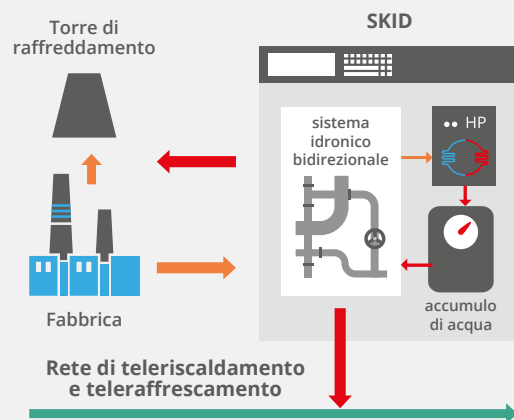 Torre di
raffreddamento
SKID
sistema
idronico
bidirezionale
HP
Fabbrica
accumulo
di acqua
Rete di teleriscaldamento
e teleraffrescamento